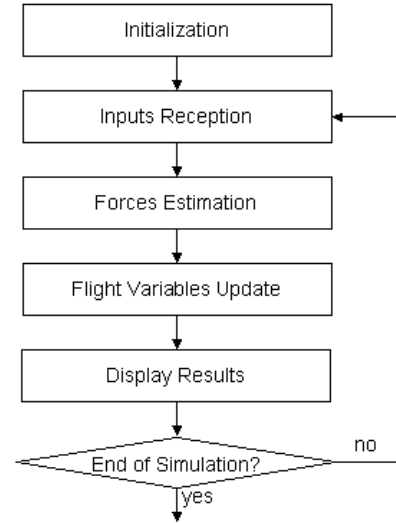 Initialization
Inputs Reception
Forces Estimation
Flight Variables Update
Display Results
End of Simulation?
no
yes